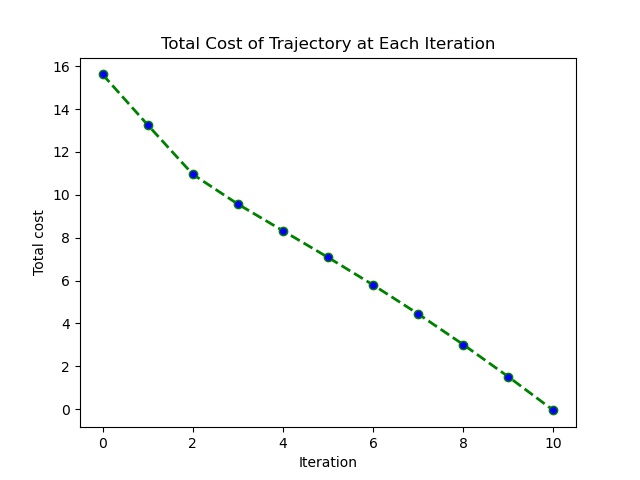 Total Cost of Trajectory at Each Iteration
16
14
12
10
8
6
4
2
0
Total cost
0 2 4 6 8 10
Iteration